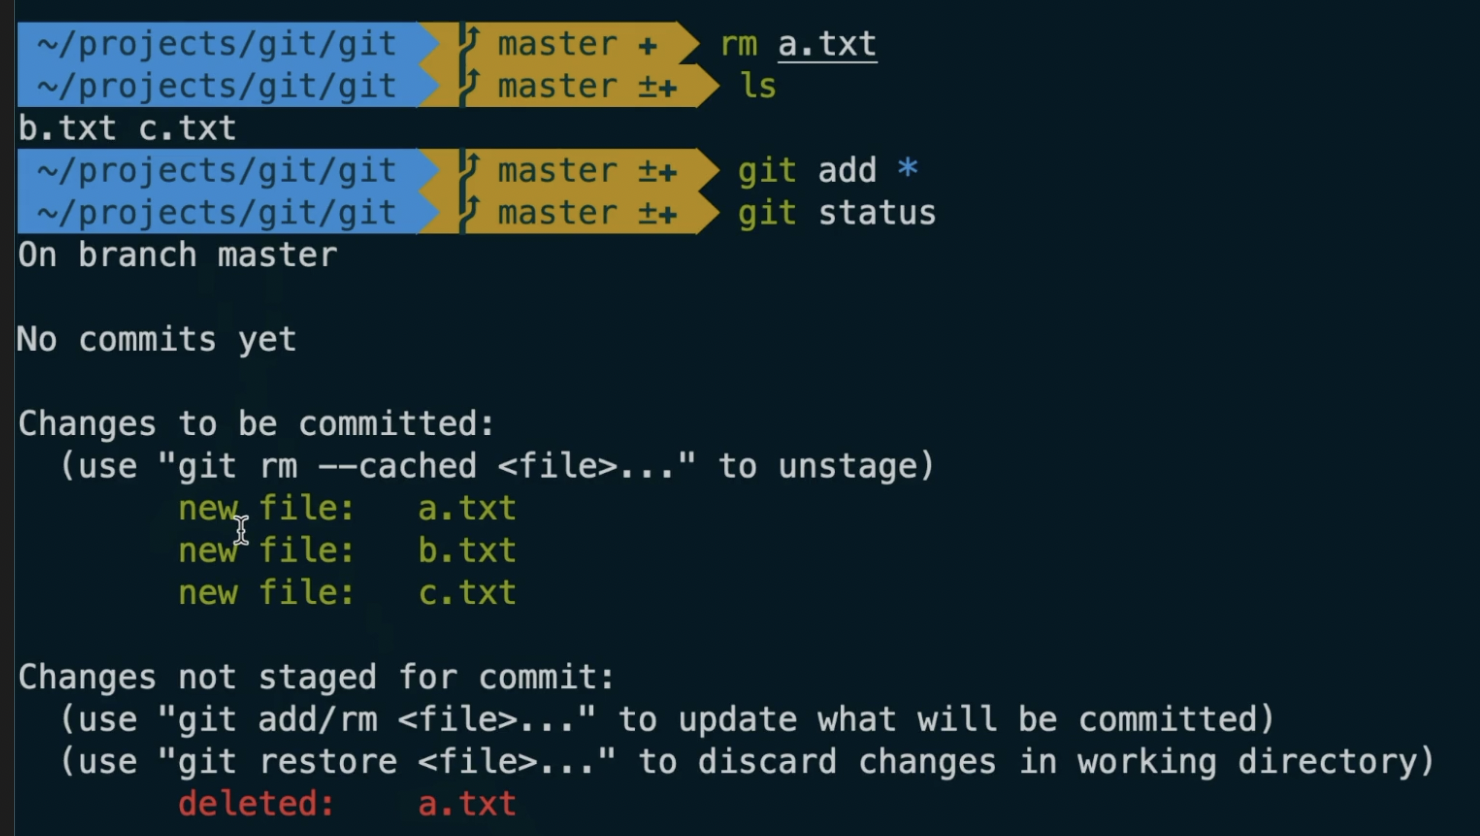 ~/projects/git/git master + rm a.txt
~/projects/git/git master ±+ ls
b.txt c.txt
~/projects/git/git master ±+ git add *
~/projects/git/git master ±+ git status
On branch master
No commits yet
Changes to be committed:
(use "git rm --cached <file>..." to unstage)
new file: a.txt
new file: b.txt
new file: c.txt
Changes not staged for commit:
(use "git add/rm <file>..." to update what will be committed)
(use "git restore <file>..." to discard changes in working directory)
deleted: a.txt